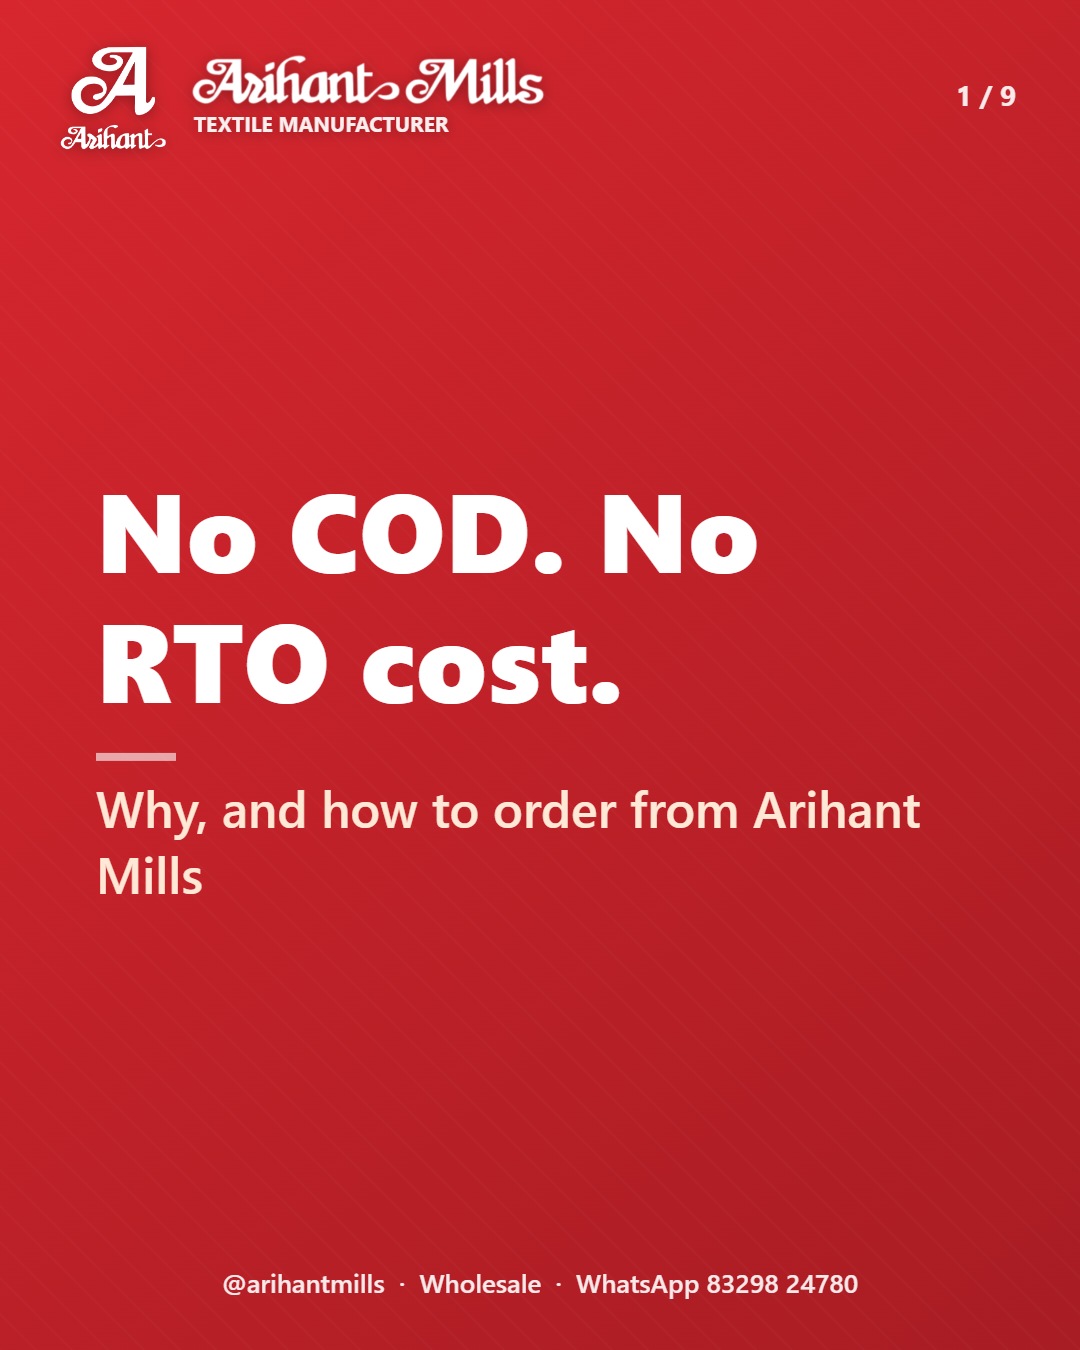 A
Arihant
Arihant Mills
TEXTILE MANUFACTURER
1 / 9
No COD. No
RTO cost.
Why, and how to order from Arihant
Mills
@arihantmills · Wholesale · WhatsApp 83298 24780